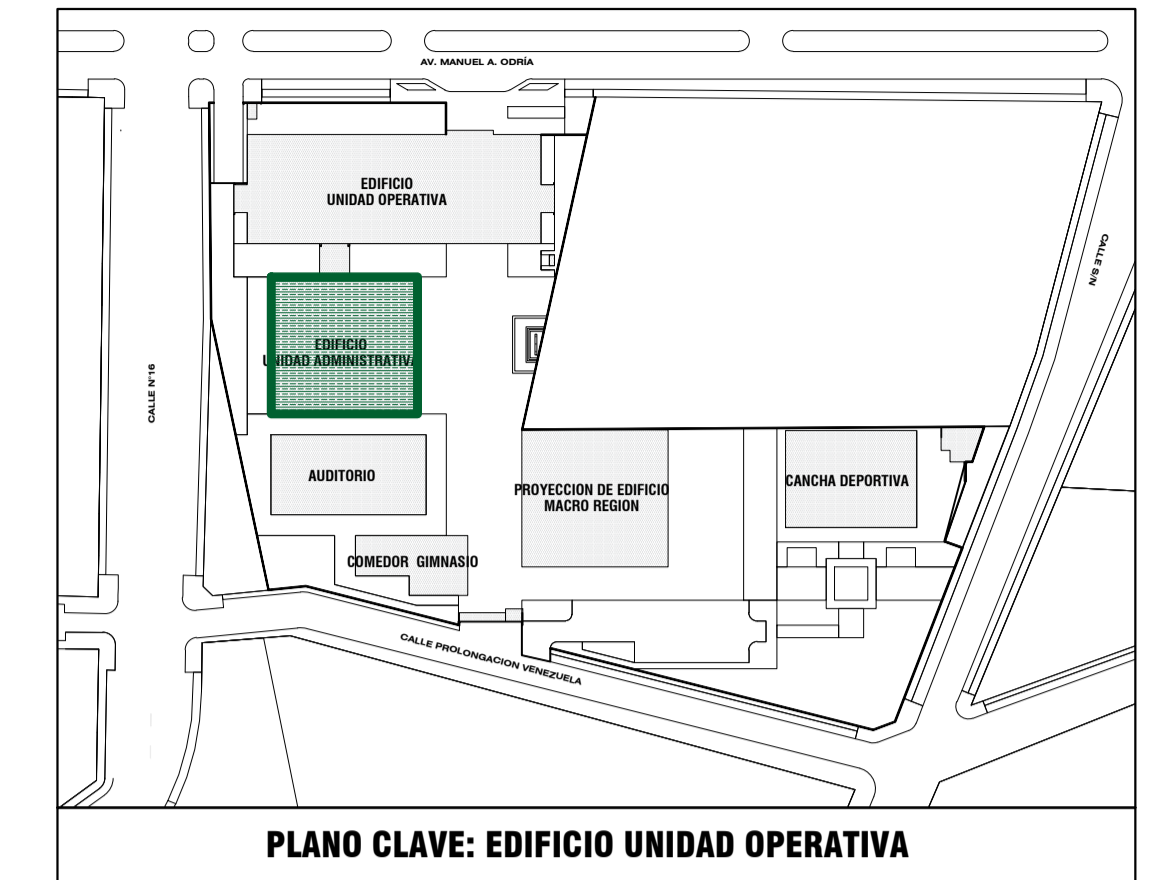 AV. MANUEL A. ODRÍA
EDIFICIO
UNIDAD OPERATIVA
CALLE S/N
EDIFICIO
UNIDAD ADMINISTRATIVA
CALLE N°16
AUDITORIO
PROYECCION DE EDIFICIO
MACRO REGION
CANCHA DEPORTIVA
COMEDOR GIMNASIO
CALLE PROLONGACION VENEZUELA
PLANO CLAVE: EDIFICIO UNIDAD OPERATIVA